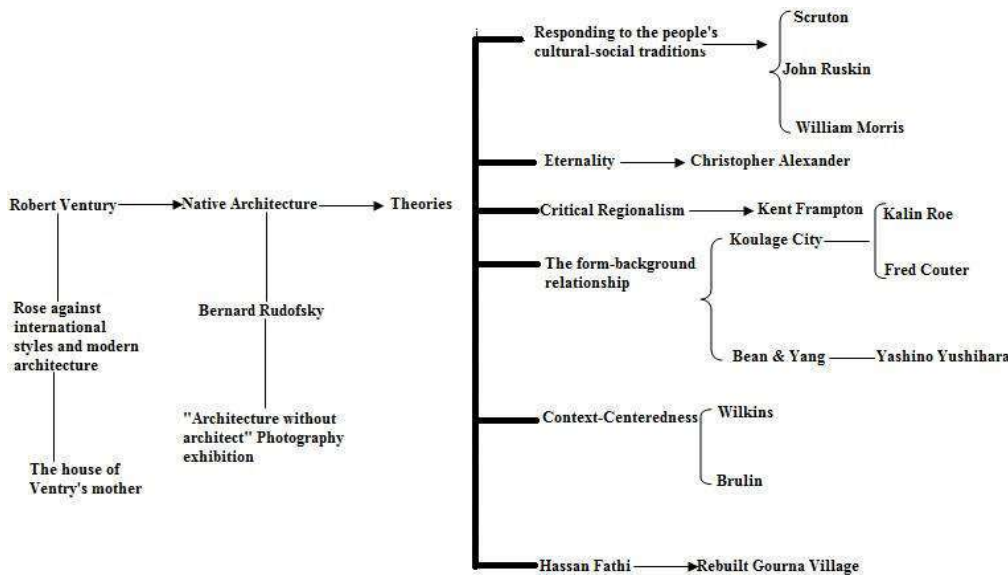 Robert Ventury
Rose against
international
styles and modern
architecture
The house of
Ventry's mother
Native Architecture
Bernard Rudofsky
"Architecture without
architect" Photography
exhibition
Theories
Responding to the people's
cultural-social traditions
Scruton
John Ruskin
William Morris
Eternality
Christopher Alexander
Critical Regionalism
Kent Frampton
The form-background
relationship
Koulage City
Kalin Roe
Fred Couter
Bean & Yang
Yashino Yushihara
Context-Centeredness
Wilkins
Brulin
Hassan Fathi
Rebuilt Gourna Village